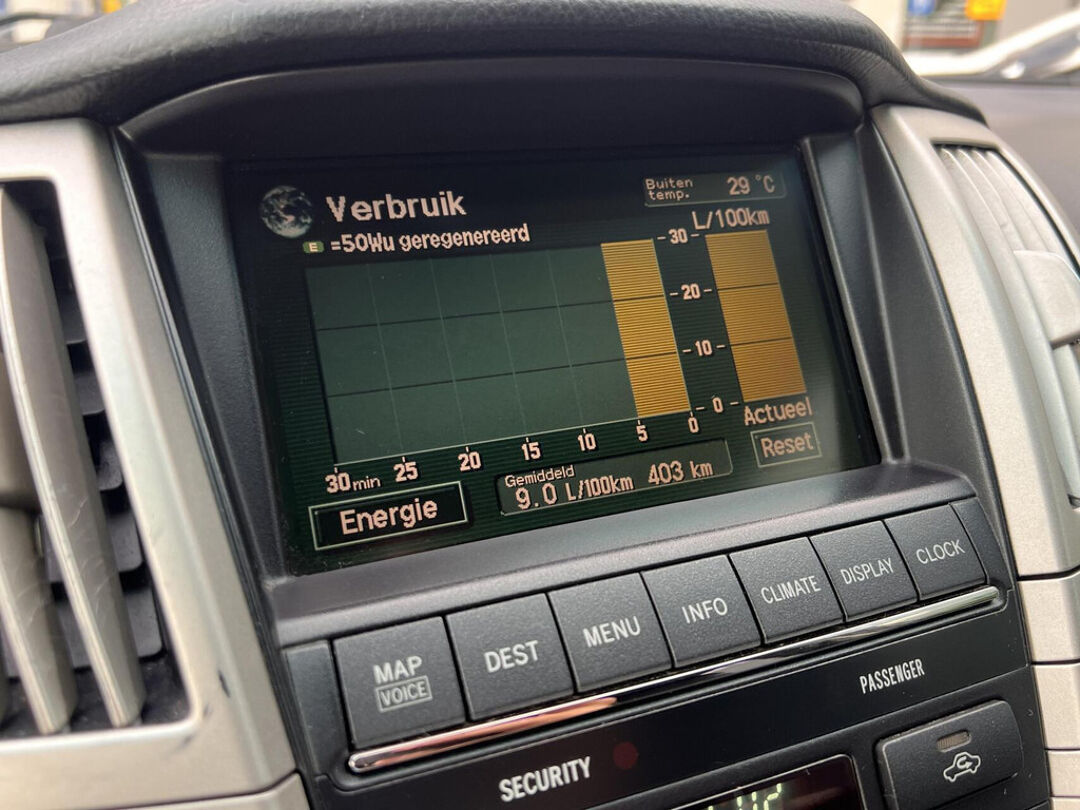 Verbruik
Buiten
temp. 29 °C
E =50Wu geregenereerd
L/100km
30
20
10
0
30min 25 20 15 10 5 0
Actueel
Reset
Gemiddeld
9.0 L/100km 403 km
Energie
MAP
VOICE
DEST
MENU
INFO
CLIMATE
DISPLAY
CLOCK
PASSENGER
SECURITY